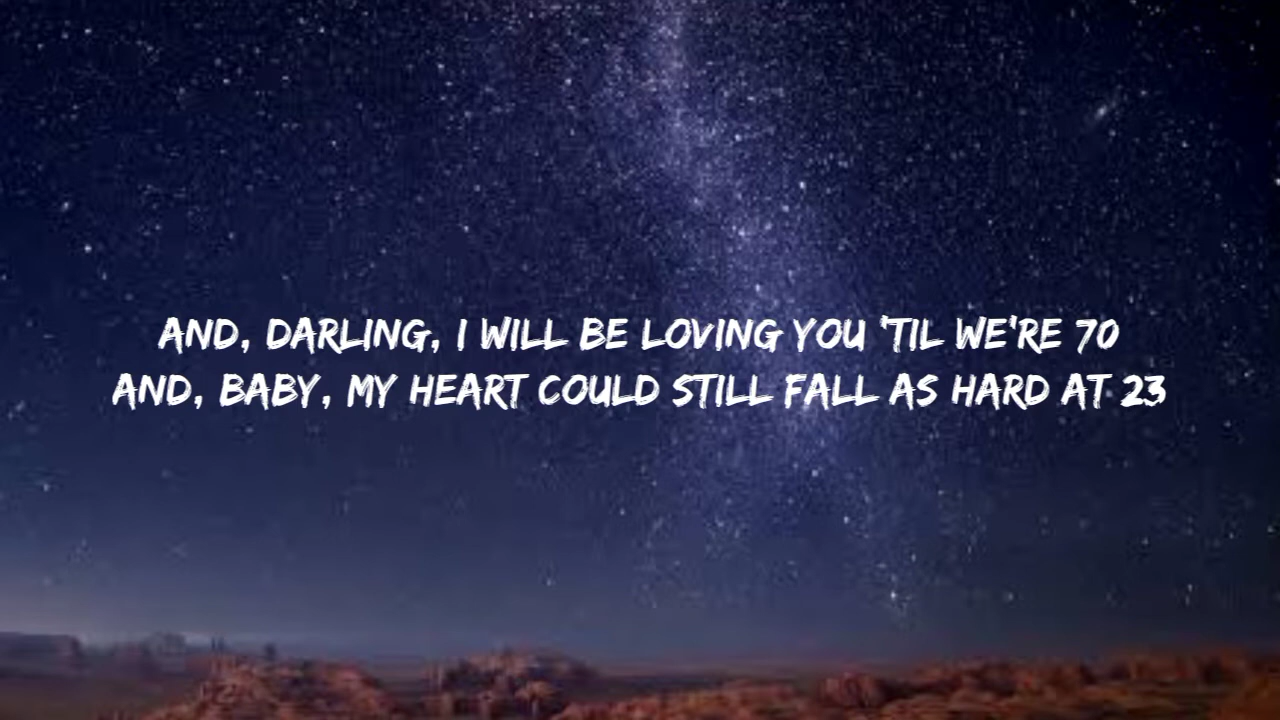 AND, DARLING, I WILL BE LOVING YOU 'TIL WE'RE 70
AND, BABY, MY HEART COULD STILL FALL AS HARD AT 23